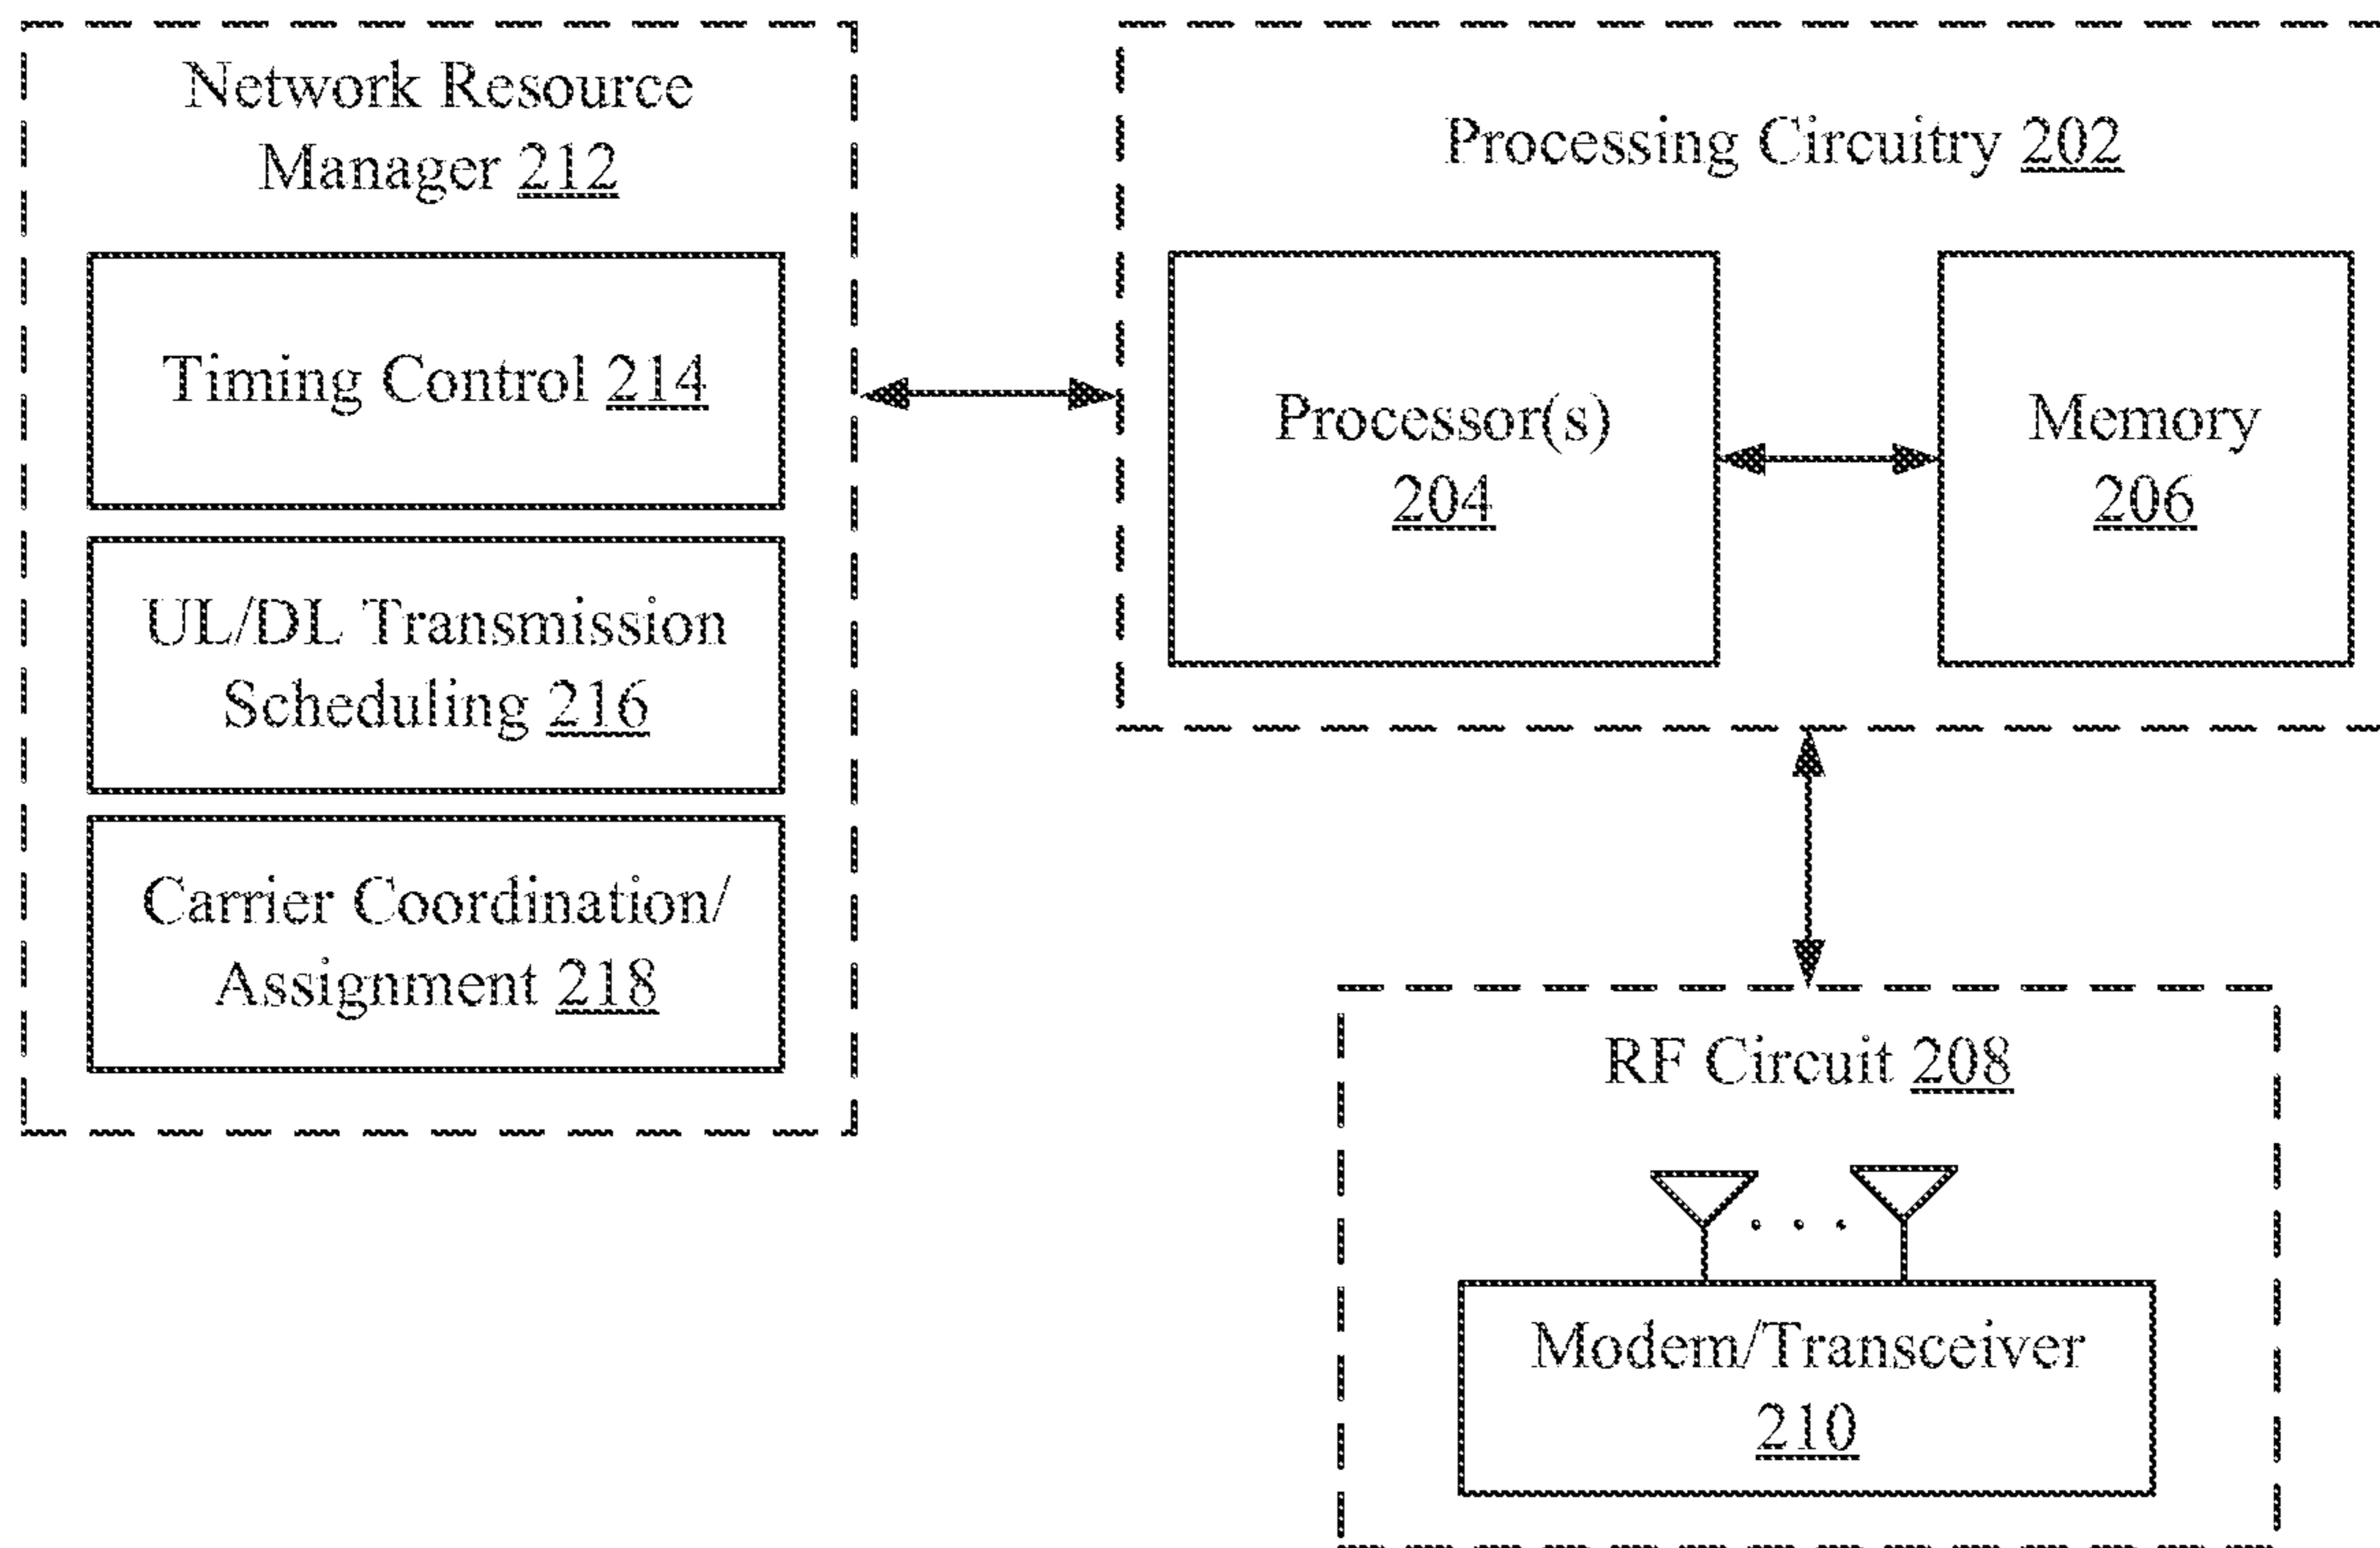 Network Resource
Manager 212
Timing Control 214
UL/DL Transmission
Scheduling 216
Carrier Coordination/
Assignment 218
Processing Circuitry 202
Processor(s)
204
Memory
206
RF Circuit 208
Modem/Transceiver
210